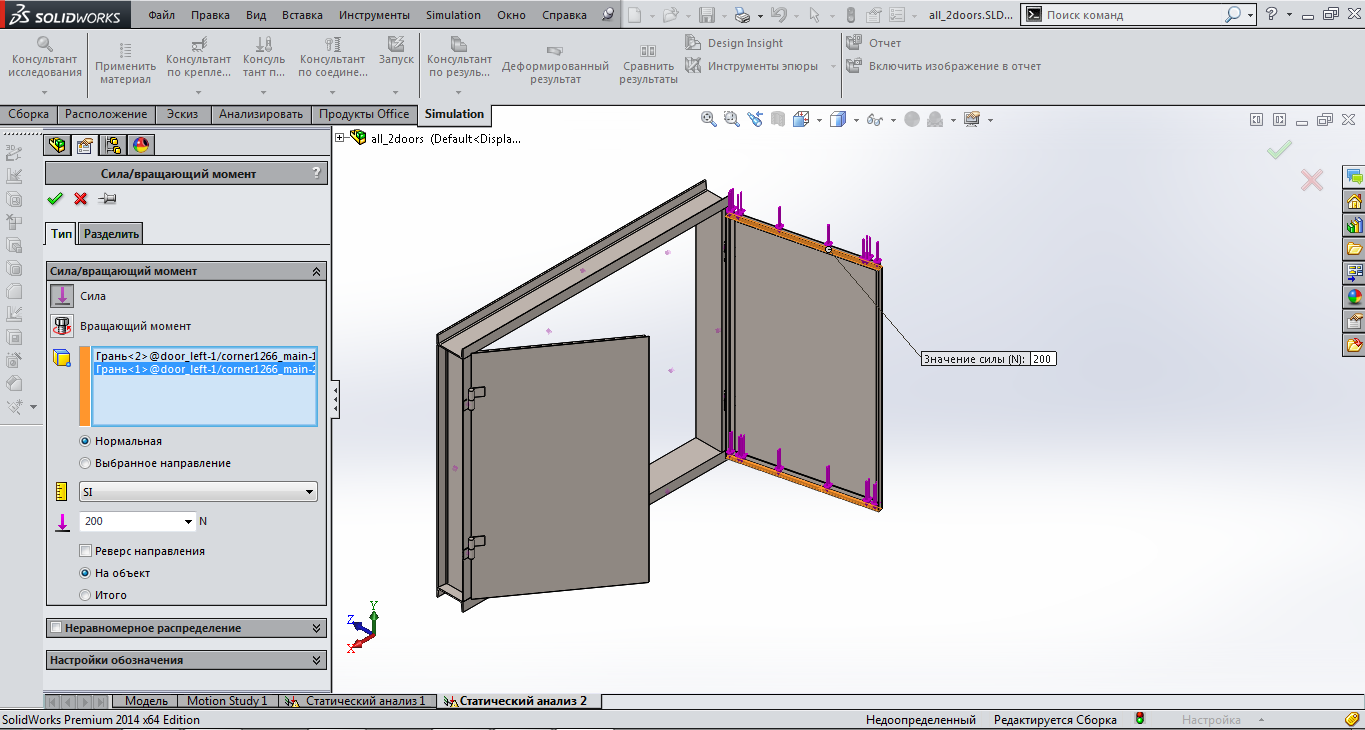 SOLIDWORKS Файл Правка Вид Вставка Инструменты Simulation Окно Справка all_2doors.SLD... Поиск команд ?
Консультант исследования
Применить материал
Консультант по крепле...
Консуль тант п...
Консультант по соедине...
Запуск
Консультант по резуль...
Деформированный результат
Сравнить результаты
Design Insight
Инструменты эпюры
Отчет
Включить изображение в отчет
Сборка Расположение Эскиз Анализировать Продукты Office Simulation
all_2doors (Default<Displa...
Сила/вращающий момент ?
Тип Разделить
Сила/вращающий момент
Сила
Вращающий момент
Грань<2>@door_left-1/corner1266_main-1
Грань<1>@door_left-1/corner1266_main-2
Нормальная
Выбранное направление
SI
200 N
Реверс направления
На объект
Итого
Неравномерное распределение
Настройки обозначения
Значение силы (N): 200
Y
Z
X
Модель Motion Study 1 Статический анализ 1 Статический анализ 2
SolidWorks Premium 2014 x64 Edition Недоопределенный Редактируется Сборка Настройка